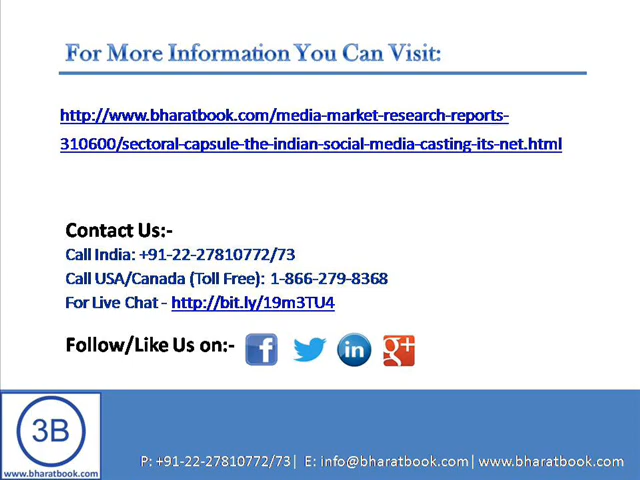 For More Information You Can Visit:
http://www.bharatbook.com/media-market-research-reports-
310600/sectoral-capsule-the-indian-social-media-casting-its-net.html
Contact Us:-
Call India: +91-22-27810772/73
Call USA/Canada (Toll Free): 1-866-279-8368
For Live Chat - http://bit.ly/19m3TU4
Follow/Like Us on:-
f
in
g+
3B
www.bharatbook.com
P: +91-22-27810772/73| E: info@bharatbook.com| www.bharatbook.com